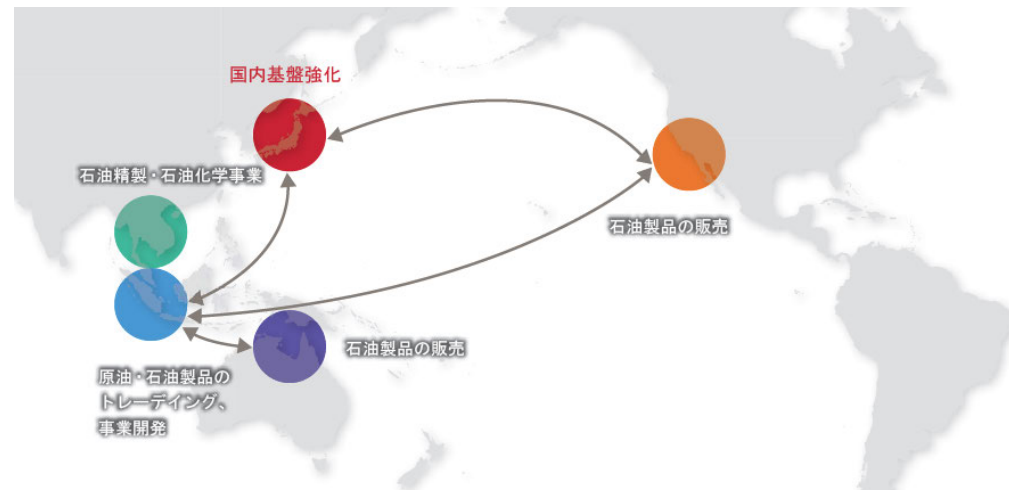 国内基盤強化
石油精製・石油化学事業
石油製品の販売
石油製品の販売
原油・石油製品の
トレーディング、
事業開発